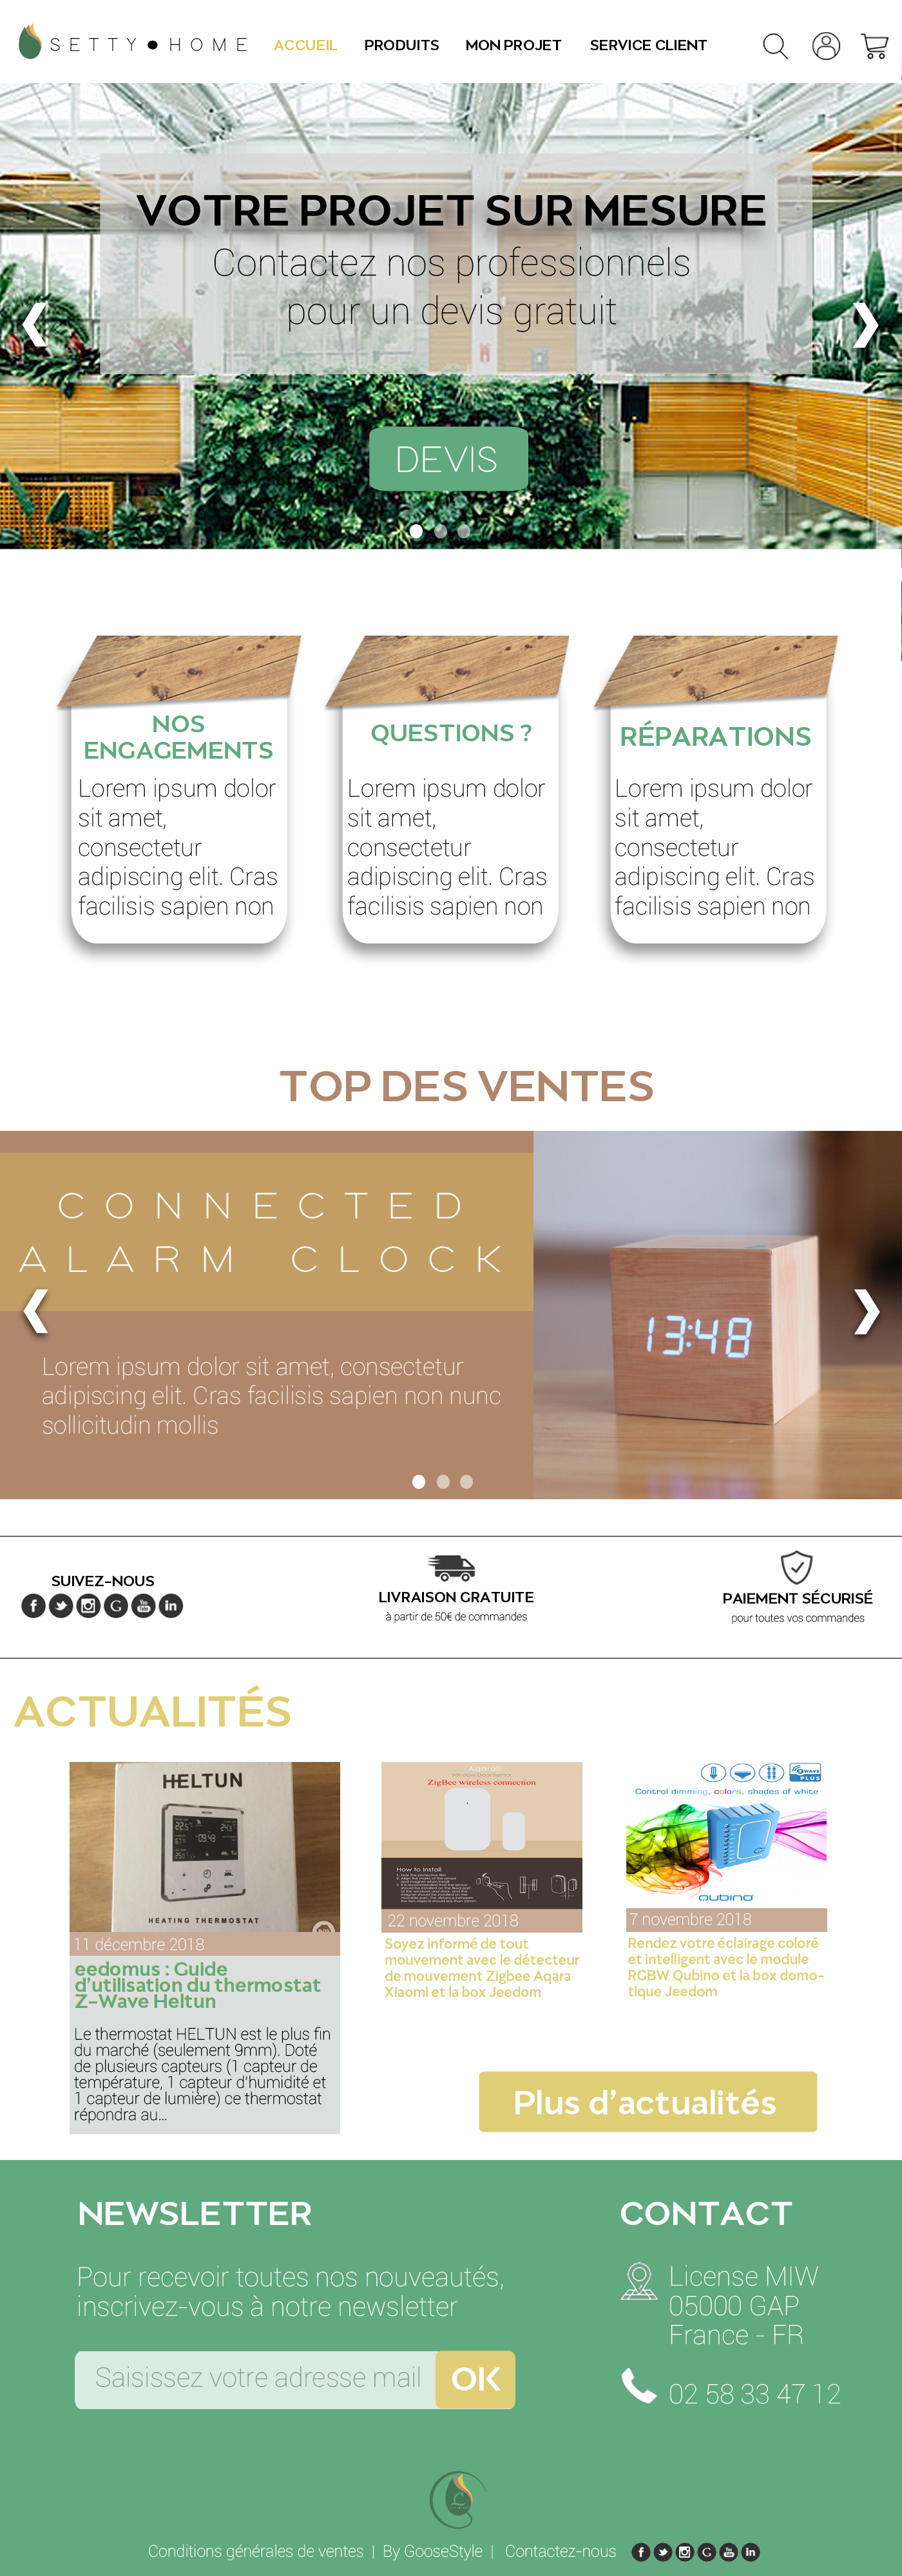 SETTY ● HOME ACCUEIL PRODUITS MON PROJET SERVICE CLIENT
VOTRE PROJET SUR MESURE
Contactez nos professionnels
pour un devis gratuit
DEVIS
NOS
ENGAGEMENTS
Lorem ipsum dolor
sit amet,
consectetur
adipiscing elit. Cras
facilisis sapien non
QUESTIONS ?
Lorem ipsum dolor
sit amet,
consectetur
adipiscing elit. Cras
facilisis sapien non
RÉPARATIONS
Lorem ipsum dolor
sit amet,
consectetur
adipiscing elit. Cras
facilisis sapien non
TOP DES VENTES
CONNECTED
ALARM CLOCK
Lorem ipsum dolor sit amet, consectetur
adipiscing elit. Cras facilisis sapien non nunc
sollicitudin mollis
13:48
SUIVEZ-NOUS
LIVRAISON GRATUITE
à partir de 50€ de commandes
PAIEMENT SÉCURISÉ
pour toutes vos commandes
ACTUALITÉS
HELTUN
09:43
HEATING THERMOSTAT
11 décembre 2018
eedomus : Guide
d'utilisation du thermostat
Z-Wave Heltun
Le thermostat HELTUN est le plus fin
du marché (seulement 9mm). Doté
de plusieurs capteurs (1 capteur de
température, 1 capteur d'humidité et
1 capteur de lumière) ce thermostat
répondra au...
Aqara
Window Door Sensor
ZigBee wireless connection
How to Install
22 novembre 2018
Soyez informé de tout
mouvement avec le détecteur
de mouvement Zigbee Aqara
Xiaomi et la box Jeedom
Z WAVE PLUS
Control dimming, colors, shades of white
QUBINO
7 novembre 2018
Rendez votre éclairage coloré
et intelligent avec le module
RGBW Qubino et la box domo-
tique Jeedom
Plus d'actualités
NEWSLETTER
Pour recevoir toutes nos nouveautés,
inscrivez-vous à notre newsletter
Saisissez votre adresse mail OK
CONTACT
License MIW
05000 GAP
France - FR
02 58 33 47 12
Conditions générales de ventes | By GooseStyle | Contactez-nous